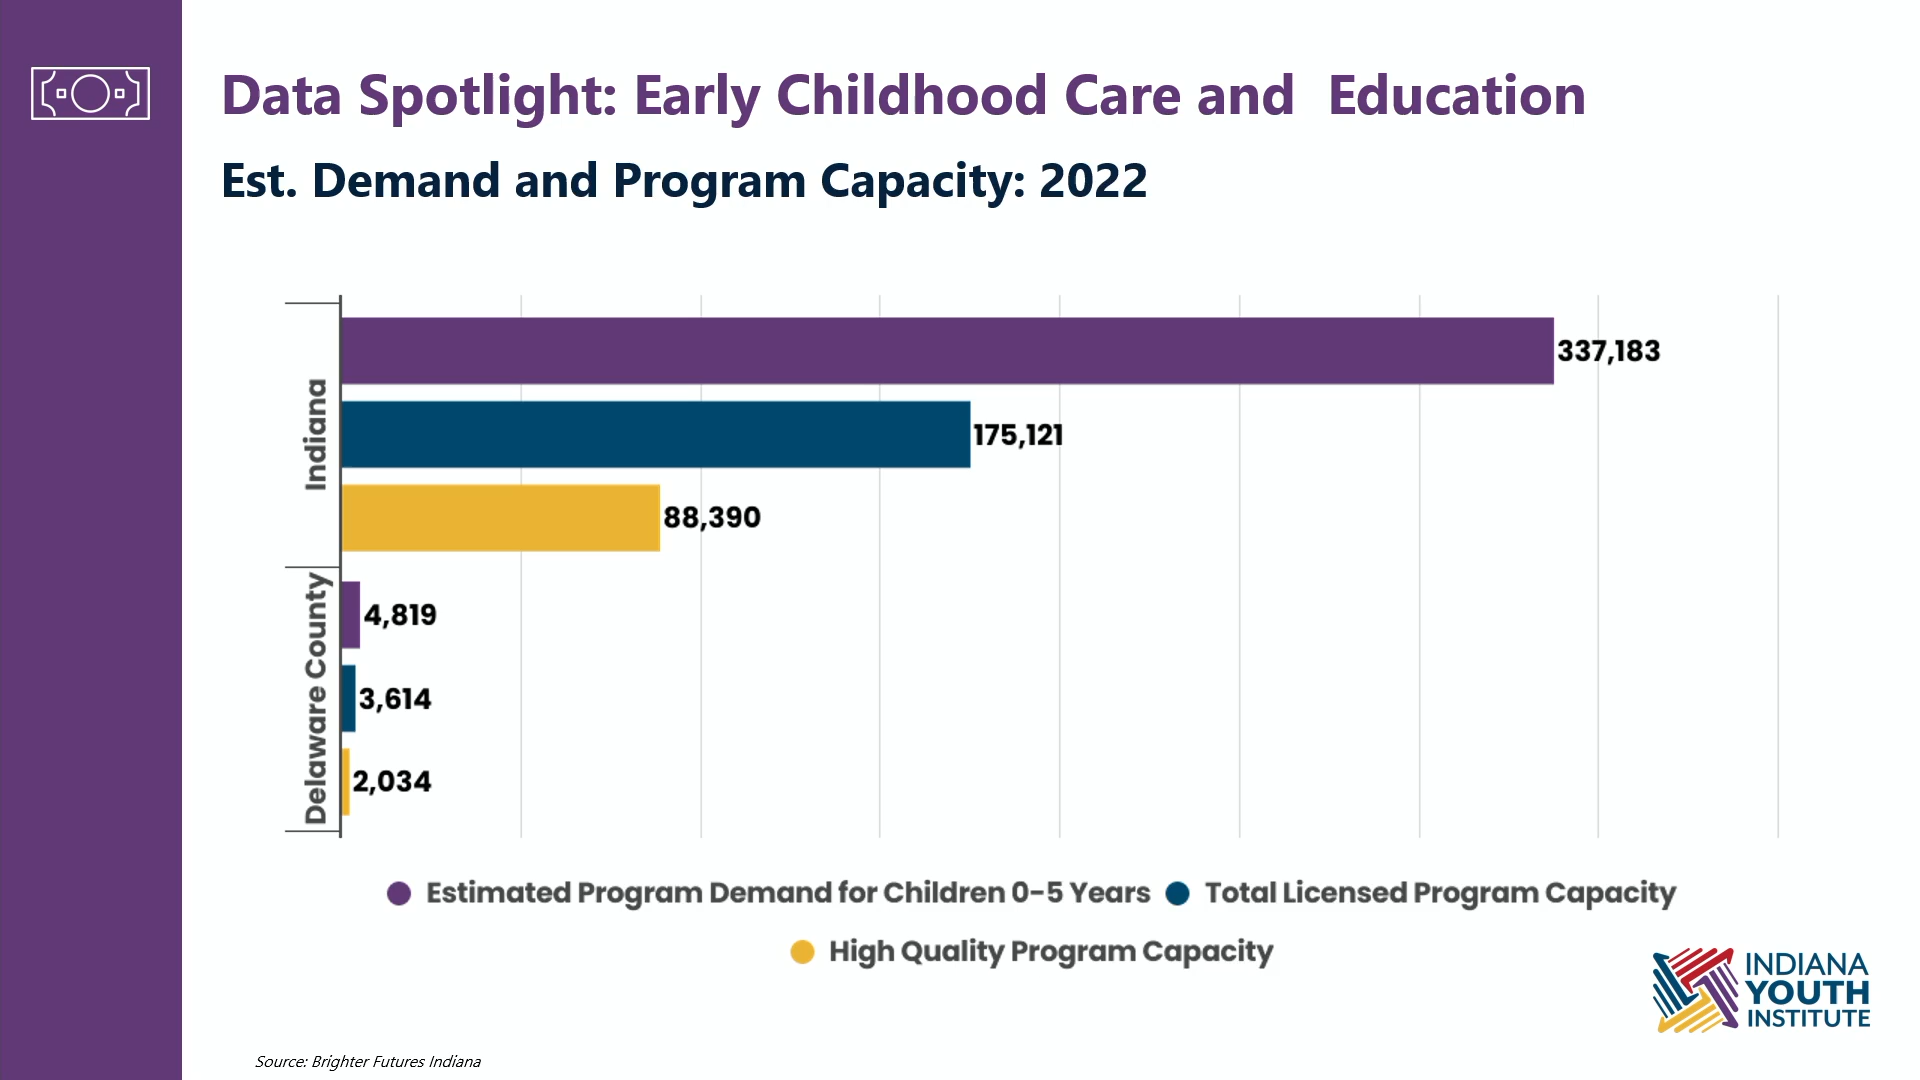 Data Spotlight: Early Childhood Care and  Education
Est. Demand and Program Capacity: 2022
Indiana
337,183
175,121
88,390
Delaware County
4,819
3,614
2,034
Estimated Program Demand for Children 0-5 Years
Total Licensed Program Capacity
High Quality Program Capacity
INDIANA
YOUTH
INSTITUTE
Source: Brighter Futures Indiana